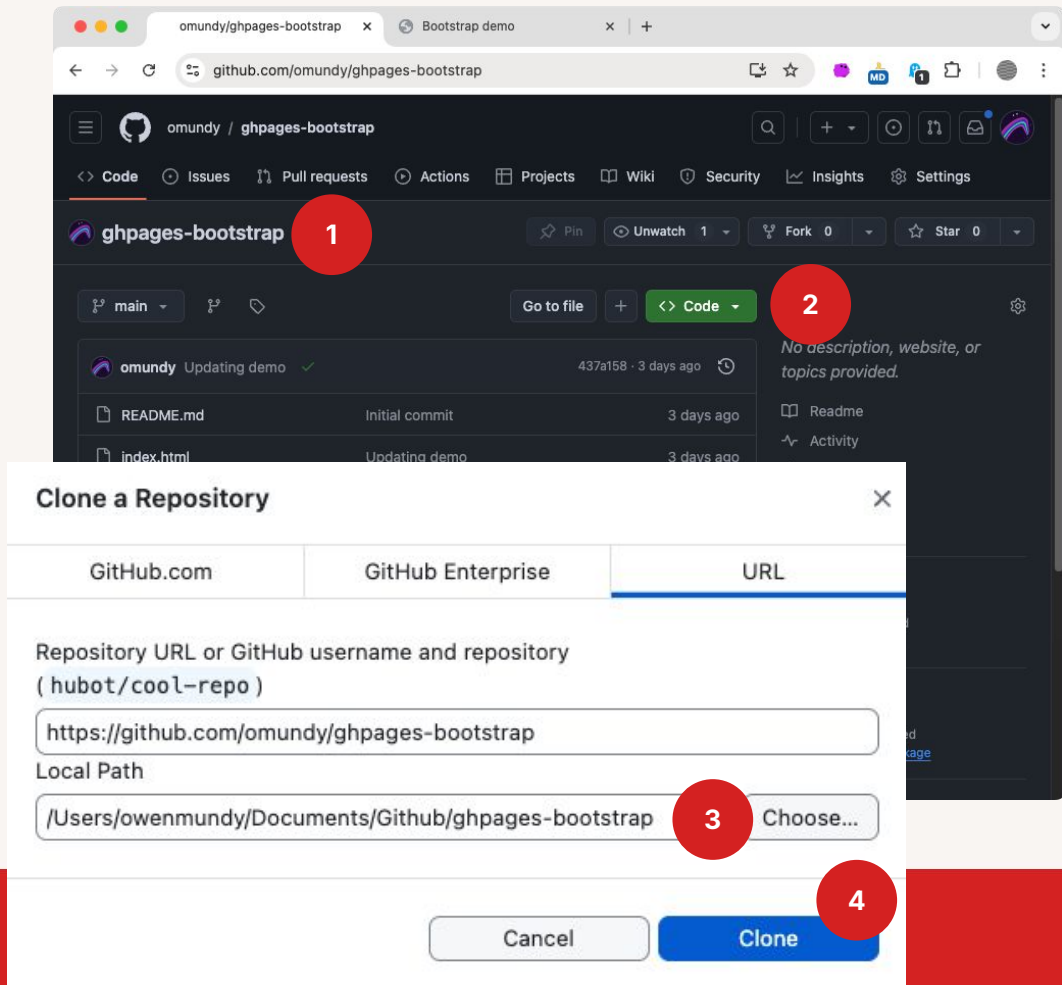 omundy/ghpages-bootstrap
Bootstrap demo
github.com/omundy/ghpages-bootstrap
MD
1
omundy / ghpages-bootstrap
Code Issues Pull requests Actions Projects Wiki Security Insights Settings
ghpages-bootstrap
1
Pin Unwatch 1 Fork 0 Star 0
main Go to file Code
2
No description, website, or
topics provided.
omundy Updating demo 437a158 · 3 days ago
README.md Initial commit 3 days ago
Readme
Activity
index.html Updating demo 3 days ago
Clone a Repository
GitHub.com GitHub Enterprise URL
Repository URL or GitHub username and repository
(hubot/cool-repo)
https://github.com/omundy/ghpages-bootstrap
Local Path
/Users/owenmundy/Documents/Github/ghpages-bootstrap
3
Choose...
4
Cancel Clone